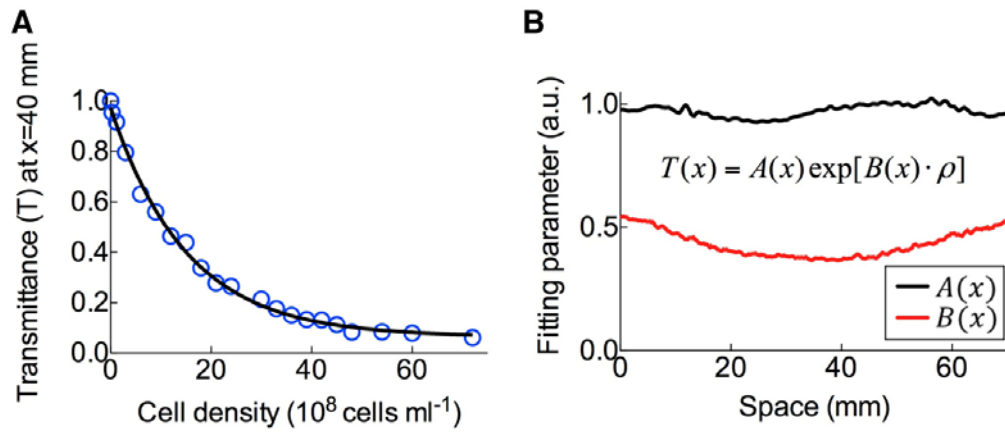 A
Transmittance (T) at x=40 mm
1.0
0.8
0.6
0.4
0.2
0.0
0 20 40 60
Cell density (10⁸ cells ml⁻¹)
B
Fitting parameter (a.u.)
1.0
0.5
0.0
T(x) = A(x) exp[B(x)·ρ]
A(x)
B(x)
0 20 40 60
Space (mm)